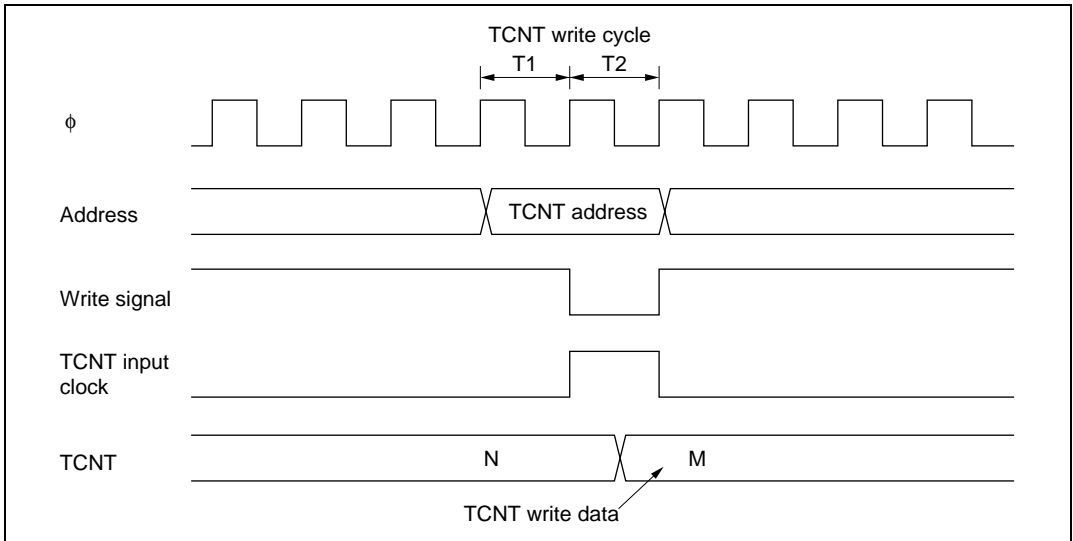 TCNT write cycle
T1 T2
ϕ
Address
TCNT address
Write signal
TCNT input
clock
TCNT
N M
TCNT write data